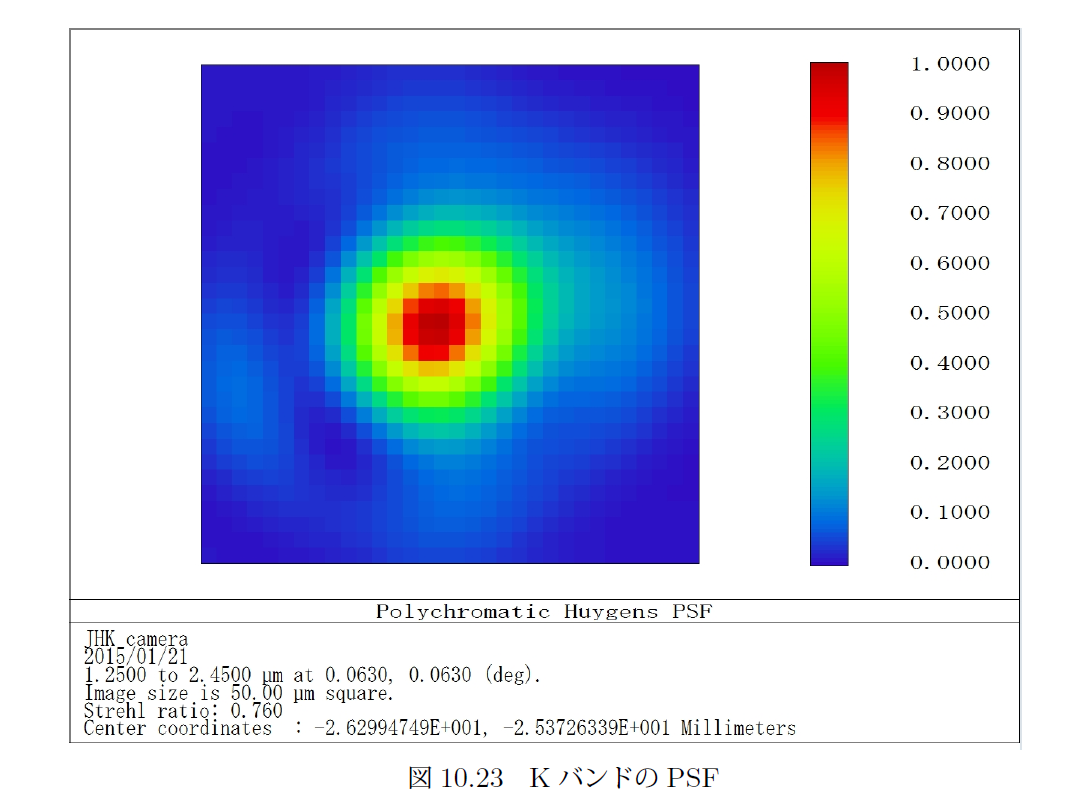 1.0000
0.9000
0.8000
0.7000
0.6000
0.5000
0.4000
0.3000
0.2000
0.1000
0.0000
Polychromatic Huygens PSF
JHK camera
2015/01/21
1.2500 to 2.4500 µm at 0.0630, 0.0630 (deg).
Image size is 50.00 µm square.
Strehl ratio: 0.760
Center coordinates : -2.62994749E+001, -2.53726339E+001 Millimeters
図 10.23 K バンドの PSF